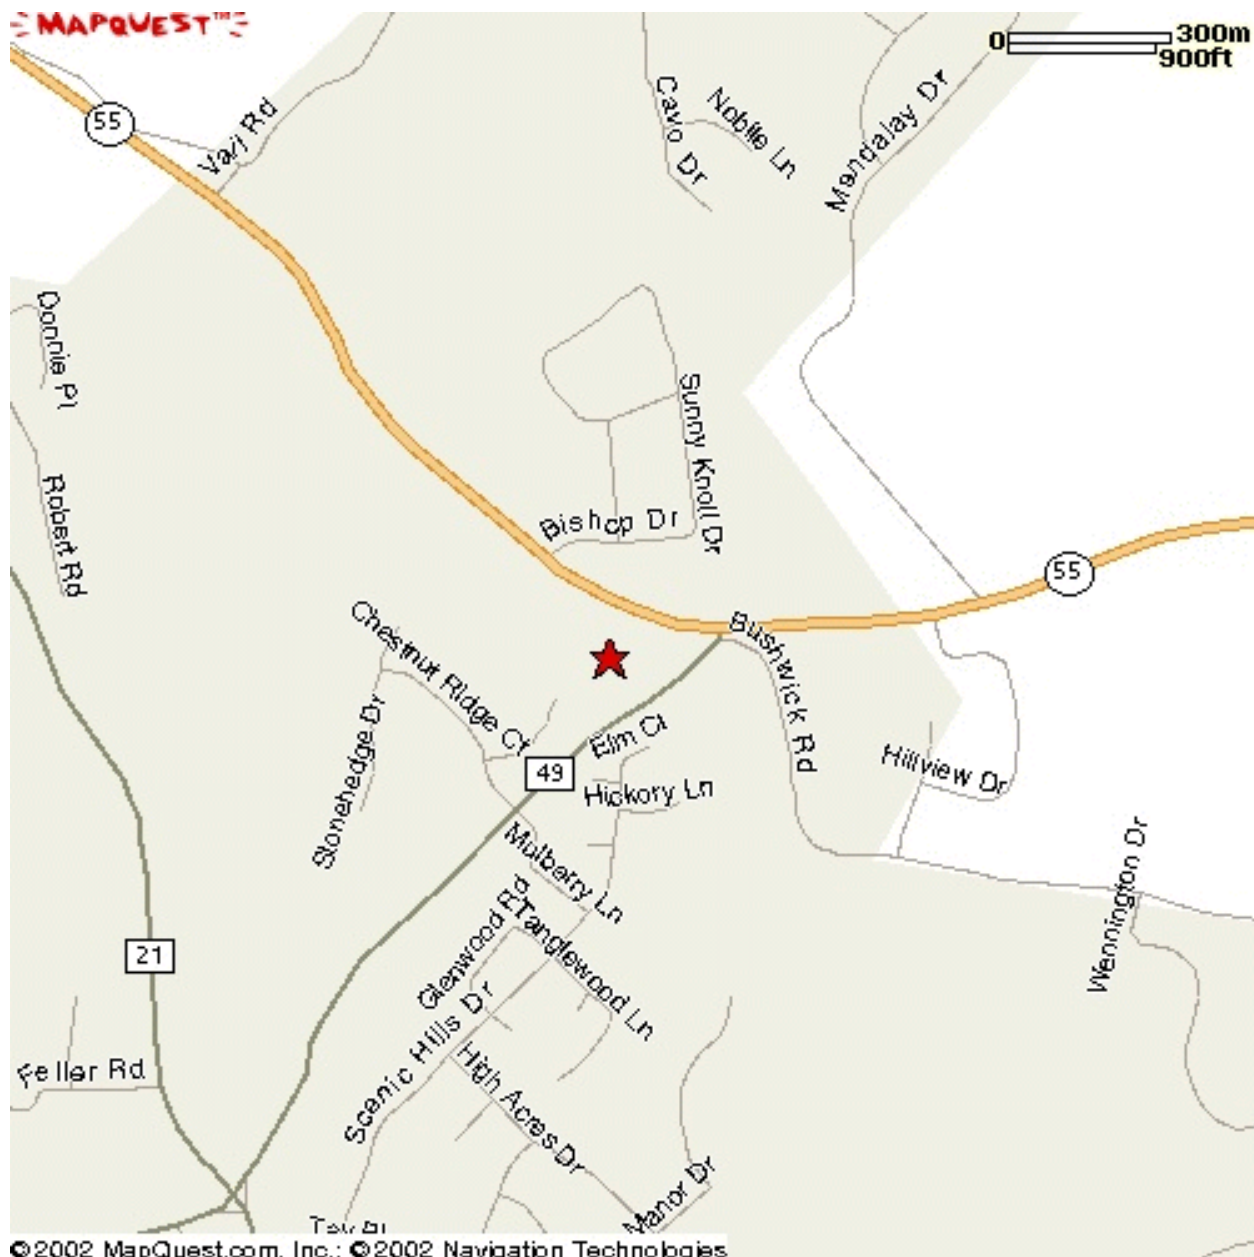 MAPQUEST™
0 300m
900ft
55
Vari Rd
Cavo Dr
Nobile Ln
Mandalay Dr
Donnie Pl
Robert Rd
Sunny Knoll Dr
Bishop Dr
55
Chestnut Ridge Ct
Bushwick Rd
Stonehedge Dr
Elm Ct
49
Hickory Ln
Hillview Dr
Mulberry Ln
Wennington Dr
Glenwood Rd
Tanglewood Ln
21
Scenic Hills Dr
Feller Rd
High Acres Dr
Manor Dr
©2002 MapQuest.com, Inc.; ©2002 Navigation Technologies